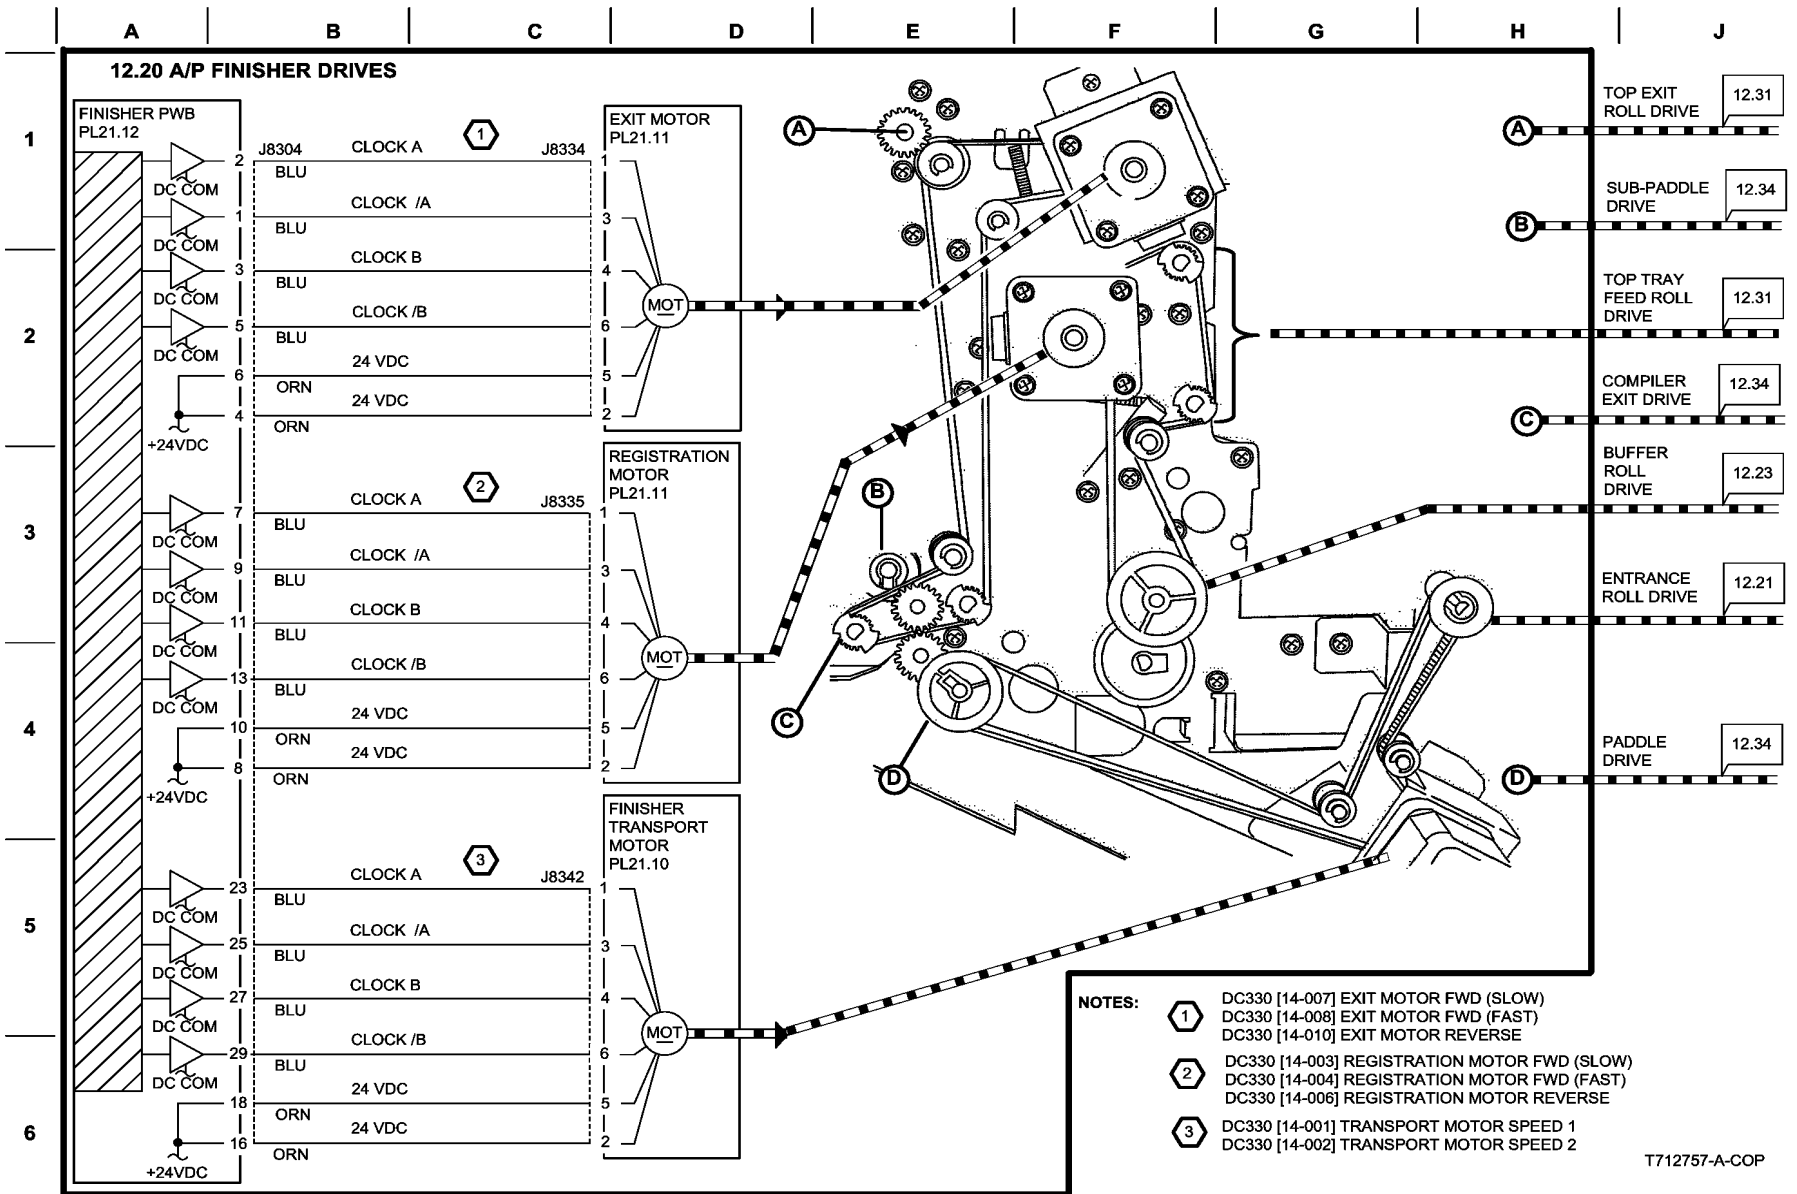 A B C D E F G H J
1
2
3
4
5
6
12.20 A/P FINISHER DRIVES
FINISHER PWB
PL21.12
J8304
J8334
1
EXIT MOTOR
PL21.11
DC COM
2
CLOCK A
BLU
1
DC COM
1
CLOCK /A
BLU
3
DC COM
3
CLOCK B
BLU
4
DC COM
5
CLOCK /B
BLU
6
6
24 VDC
ORN
5
4
24 VDC
ORN
2
+24VDC
MOT
2
J8335
REGISTRATION
MOTOR
PL21.11
DC COM
7
CLOCK A
BLU
1
DC COM
9
CLOCK /A
BLU
3
DC COM
11
CLOCK B
BLU
4
DC COM
13
CLOCK /B
BLU
6
10
24 VDC
ORN
5
8
24 VDC
ORN
2
+24VDC
MOT
3
J8342
FINISHER
TRANSPORT
MOTOR
PL21.10
DC COM
23
CLOCK A
BLU
1
DC COM
25
CLOCK /A
BLU
3
DC COM
27
CLOCK B
BLU
4
DC COM
29
CLOCK /B
BLU
6
18
24 VDC
ORN
5
16
24 VDC
ORN
2
+24VDC
MOT
A
B
C
D
TOP EXIT
ROLL DRIVE
12.31
A
SUB-PADDLE
DRIVE
12.34
B
TOP TRAY
FEED ROLL
DRIVE
12.31
COMPILER
EXIT DRIVE
12.34
C
BUFFER
ROLL
DRIVE
12.23
ENTRANCE
ROLL DRIVE
12.21
PADDLE
DRIVE
12.34
D
NOTES:
1
DC330 [14-007] EXIT MOTOR FWD (SLOW)
DC330 [14-008] EXIT MOTOR FWD (FAST)
DC330 [14-010] EXIT MOTOR REVERSE
2
DC330 [14-003] REGISTRATION MOTOR FWD (SLOW)
DC330 [14-004] REGISTRATION MOTOR FWD (FAST)
DC330 [14-006] REGISTRATION MOTOR REVERSE
3
DC330 [14-001] TRANSPORT MOTOR SPEED 1
DC330 [14-002] TRANSPORT MOTOR SPEED 2
T712757-A-COP